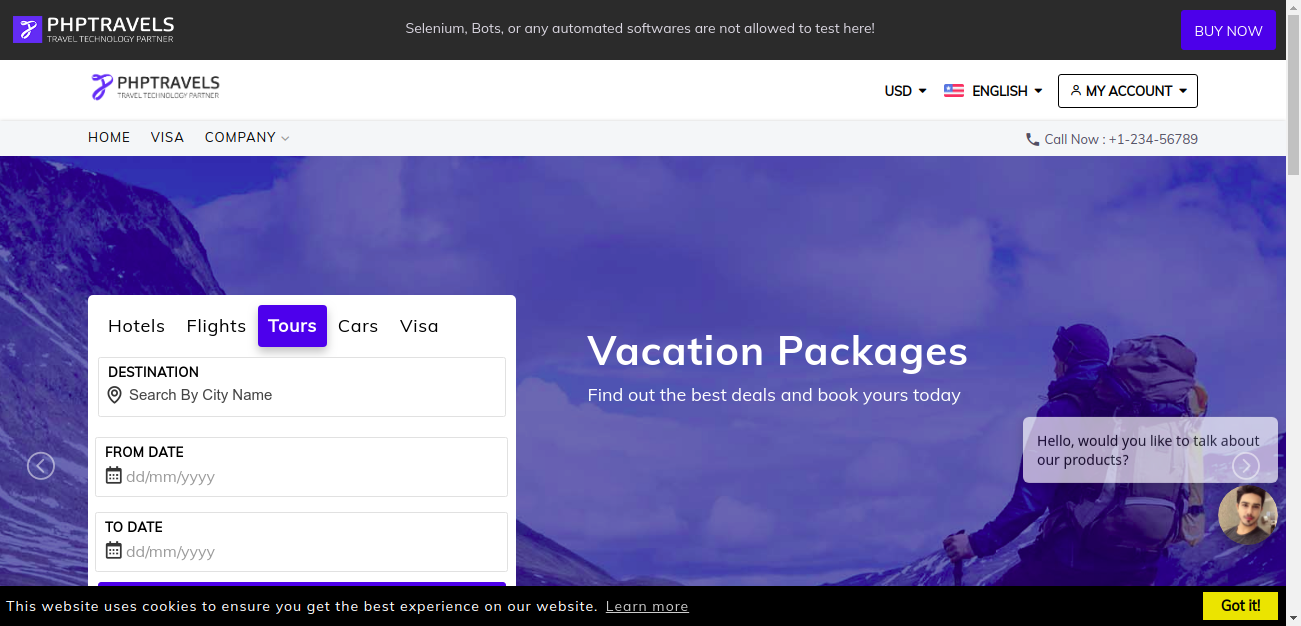 PHPTRAVELS
TRAVEL TECHNOLOGY PARTNER
Selenium, Bots, or any automated softwares are not allowed to test here!
BUY NOW
PHPTRAVELS
TRAVEL TECHNOLOGY PARTNER
USD
ENGLISH
MY ACCOUNT
HOME
VISA
COMPANY
Call Now : +1-234-56789
Hotels
Flights
Tours
Cars
Visa
DESTINATION
Search By City Name
FROM DATE
dd/mm/yyyy
TO DATE
dd/mm/yyyy
Vacation Packages
Find out the best deals and book yours today
Hello, would you like to talk about
our products?
This website uses cookies to ensure you get the best experience on our website. Learn more
Got it!